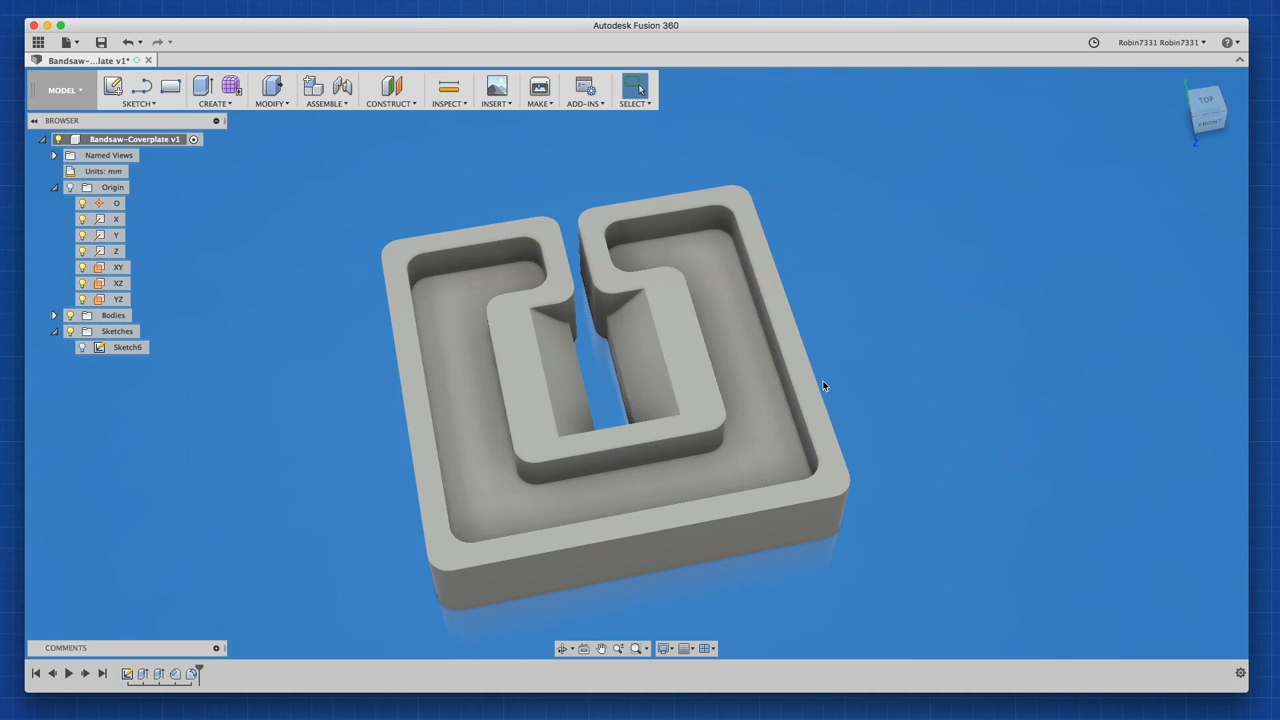 Autodesk Fusion 360
Robin7331 Robin7331
Bandsaw-...late v1*
MODEL
SKETCH
CREATE
MODIFY
ASSEMBLE
CONSTRUCT
INSPECT
INSERT
MAKE
ADD-INS
SELECT
TOP
FRONT
Z
BROWSER
Bandsaw-Coverplate v1
Named Views
Units: mm
Origin
O
X
Y
Z
XY
XZ
YZ
Bodies
Sketches
Sketch6
COMMENTS